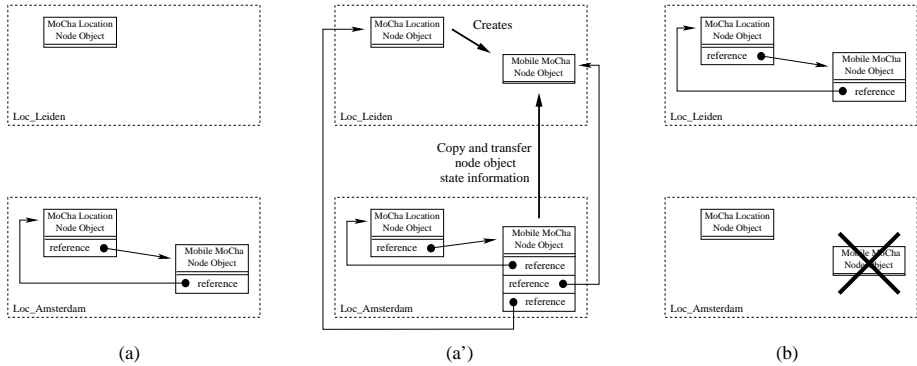 MoCha Location
Node Object
Loc_Leiden
MoCha Location
Node Object
reference
Mobile MoCha
Node Object
reference
Loc_Amsterdam
(a)
MoCha Location
Node Object
Creates
Mobile MoCha
Node Object
Loc_Leiden
Copy and transfer
node object
state information
MoCha Location
Node Object
reference
Mobile MoCha
Node Object
reference
reference
reference
Loc_Amsterdam
(a’)
MoCha Location
Node Object
reference
Mobile MoCha
Node Object
reference
Loc_Leiden
MoCha Location
Node Object
Mobile MoCha
Node Object
Loc_Amsterdam
(b)